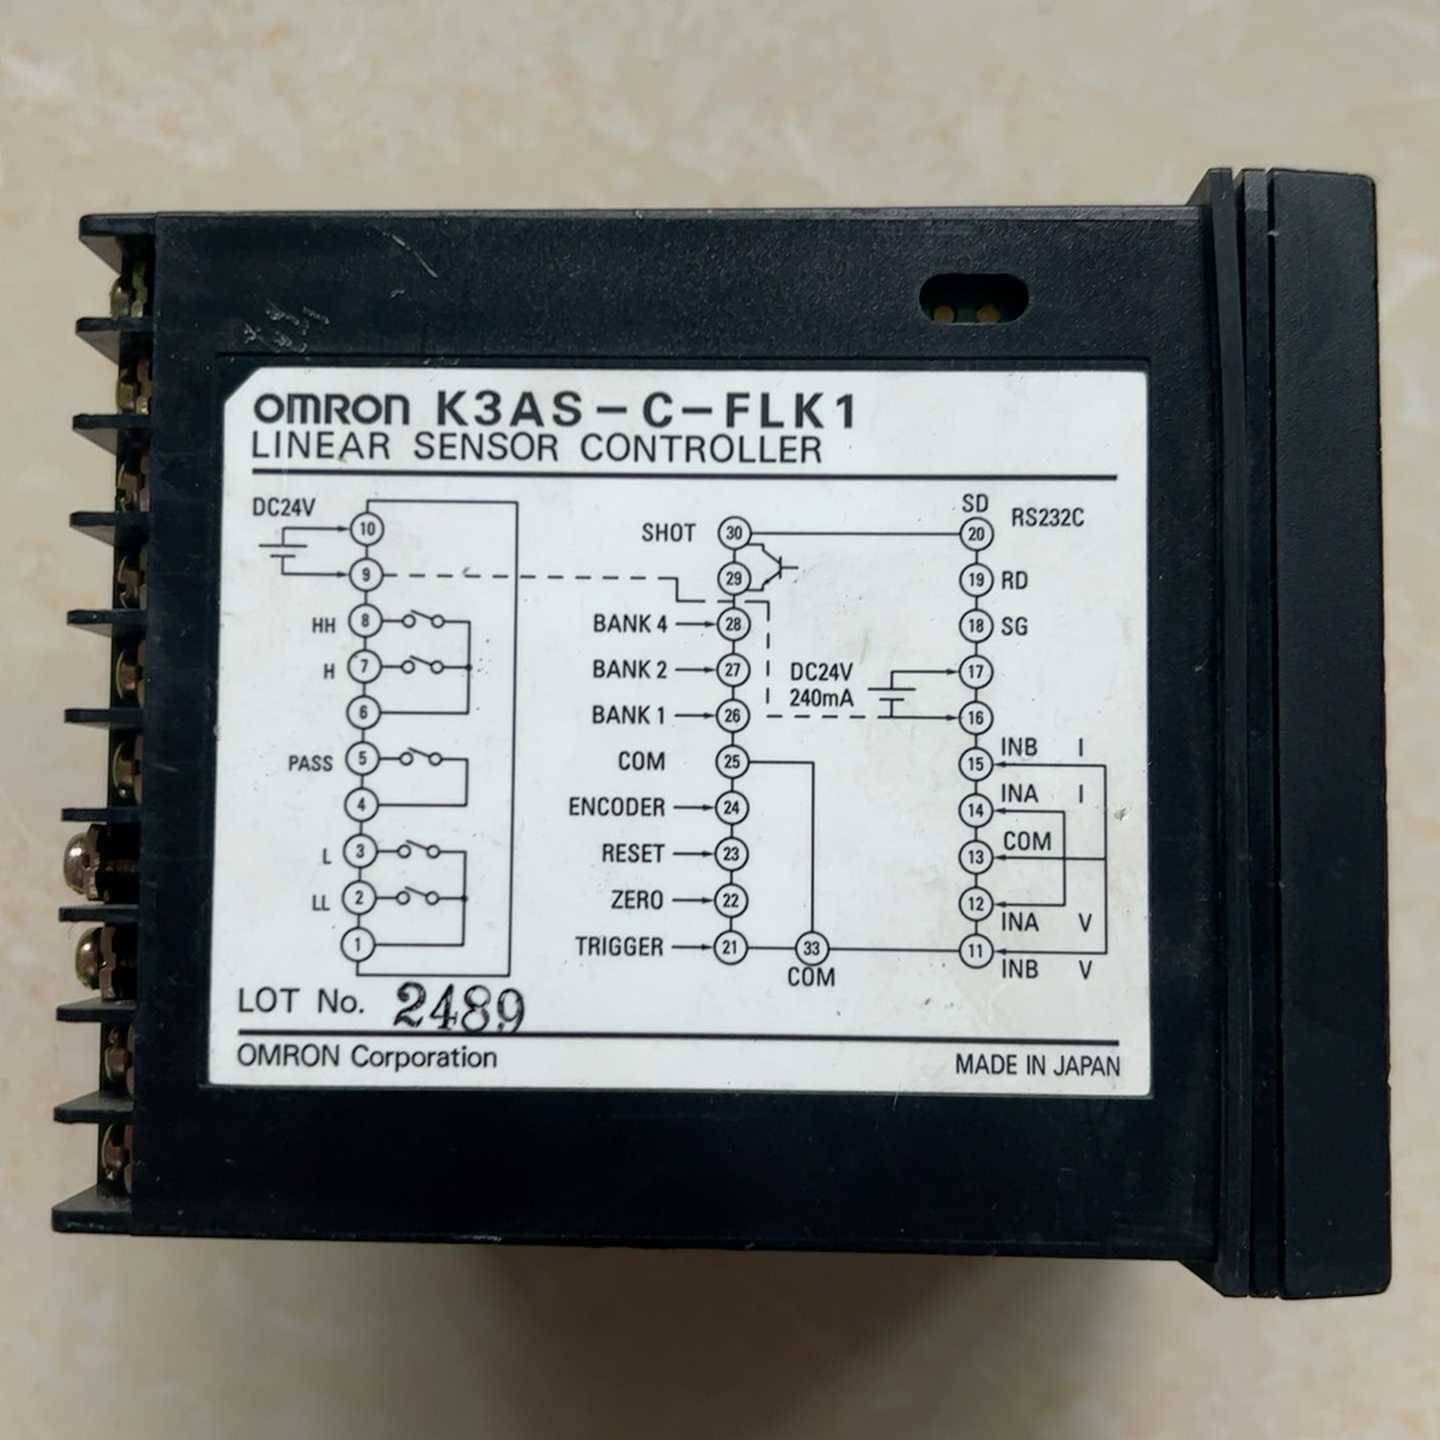 OMRON K3AS-C-FLK1
LINEAR SENSOR CONTROLLER
DC24V
10
9
HH 8
H 7
6
PASS 5
4
L 3
LL 2
1
SHOT 30
29
BANK 4 28
BANK 2 27
BANK 1 26
COM 25
ENCODER 24
RESET 23
ZERO 22
TRIGGER 21
33
COM
DC24V
240mA
SD
RS232C
20
19 RD
18 SG
17
16
INB I
15
INA I
14
COM
13
12
INA V
11
INB V
LOT No. 2489
OMRON Corporation
MADE IN JAPAN